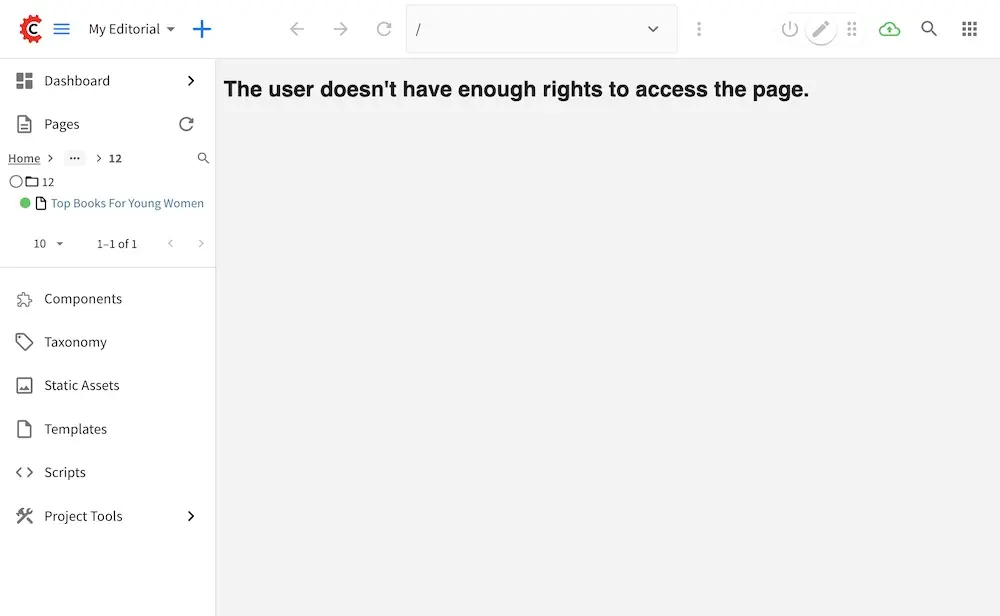 C
My Editorial
/
Dashboard
The user doesn't have enough rights to access the page.
Pages
Home > ... > 12
12
Top Books For Young Women
10 1–1 of 1
Components
Taxonomy
Static Assets
Templates
Scripts
Project Tools